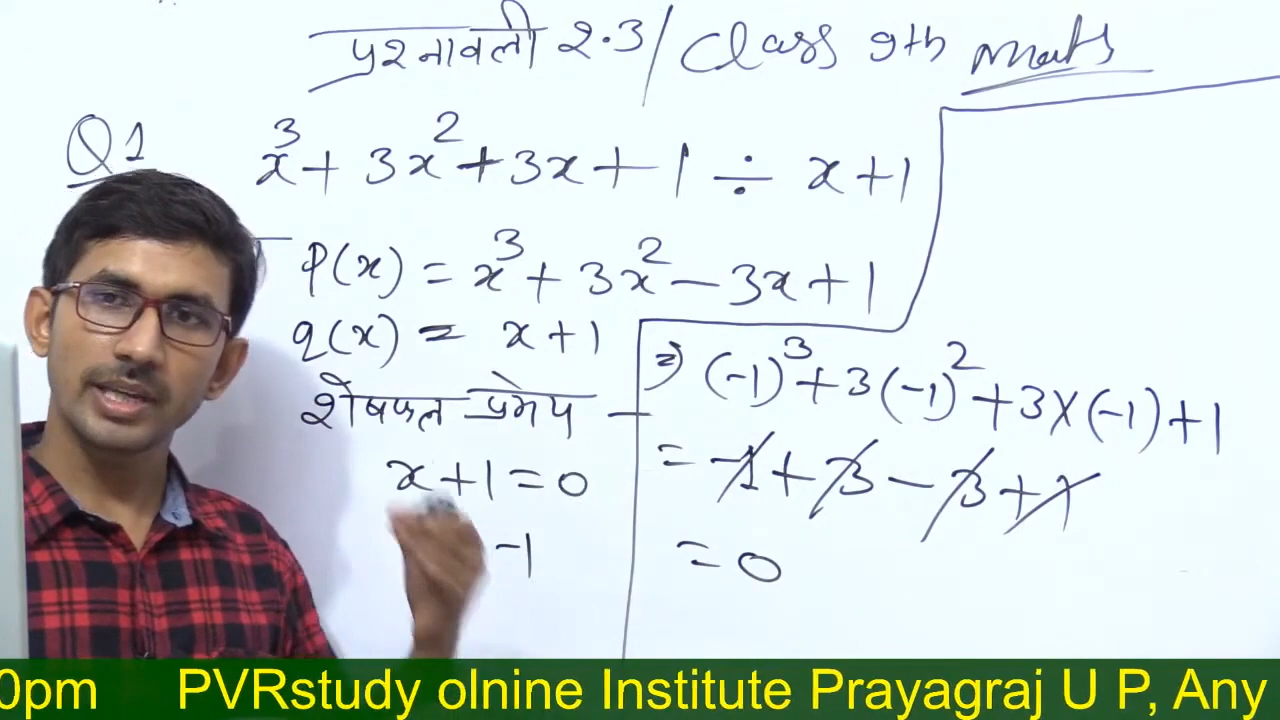 प्रश्नावली 2.3/ Class 9th Maths
Q1 x³ + 3x² + 3x + 1 ÷ x + 1
p(x) = x³ + 3x² - 3x + 1
q(x) = x + 1
शेषफल प्रमेय -
x + 1 = 0
-1
⇒ (-1)³ + 3(-1)² + 3×(-1) + 1
= -1 + 3 - 3 + 1
= 0
0pm PVRstudy olnine Institute Prayagraj U P, Any